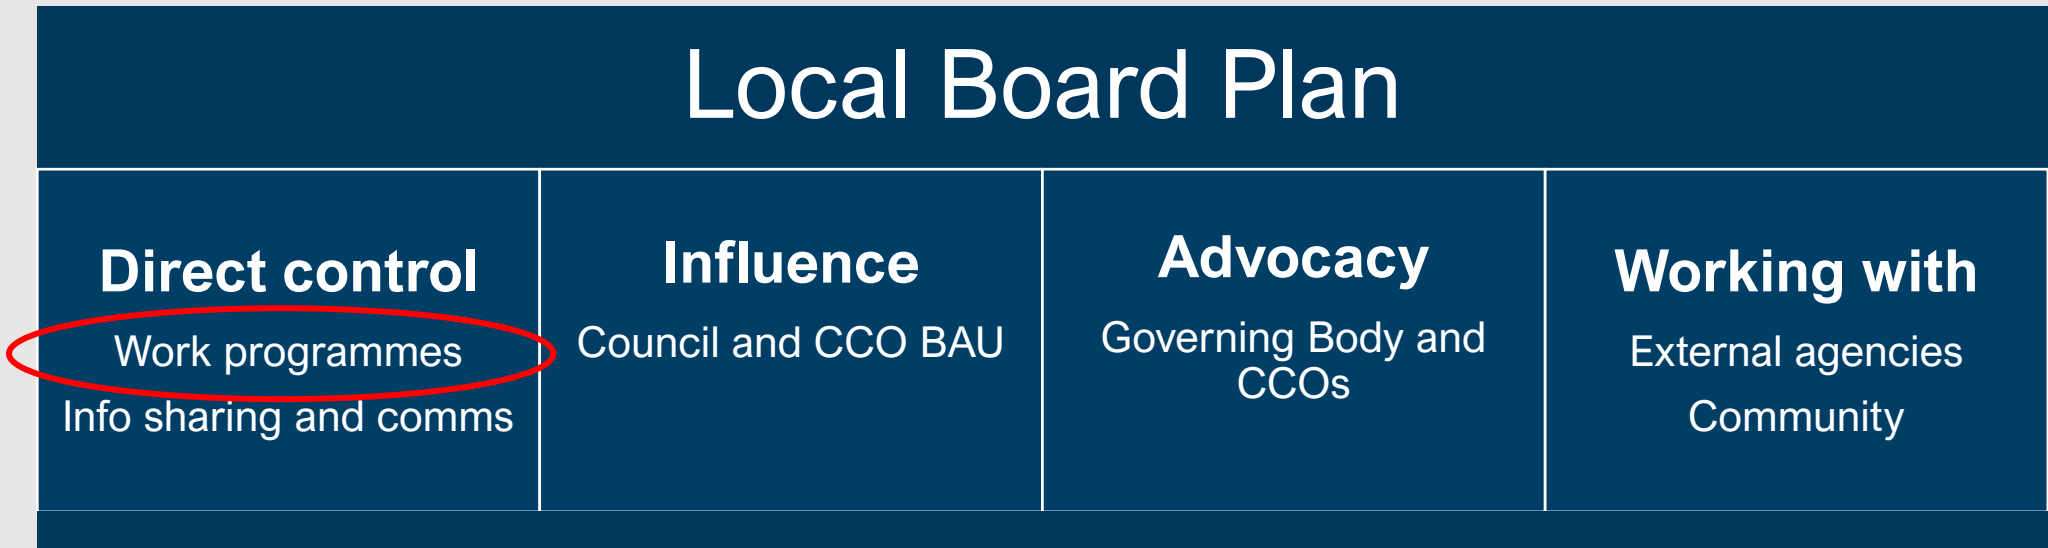 Local Board Plan
Direct control
Work programmes
Info sharing and comms
Influence
Council and CCO BAU
Advocacy
Governing Body and
CCOs
Working with
External agencies
Community